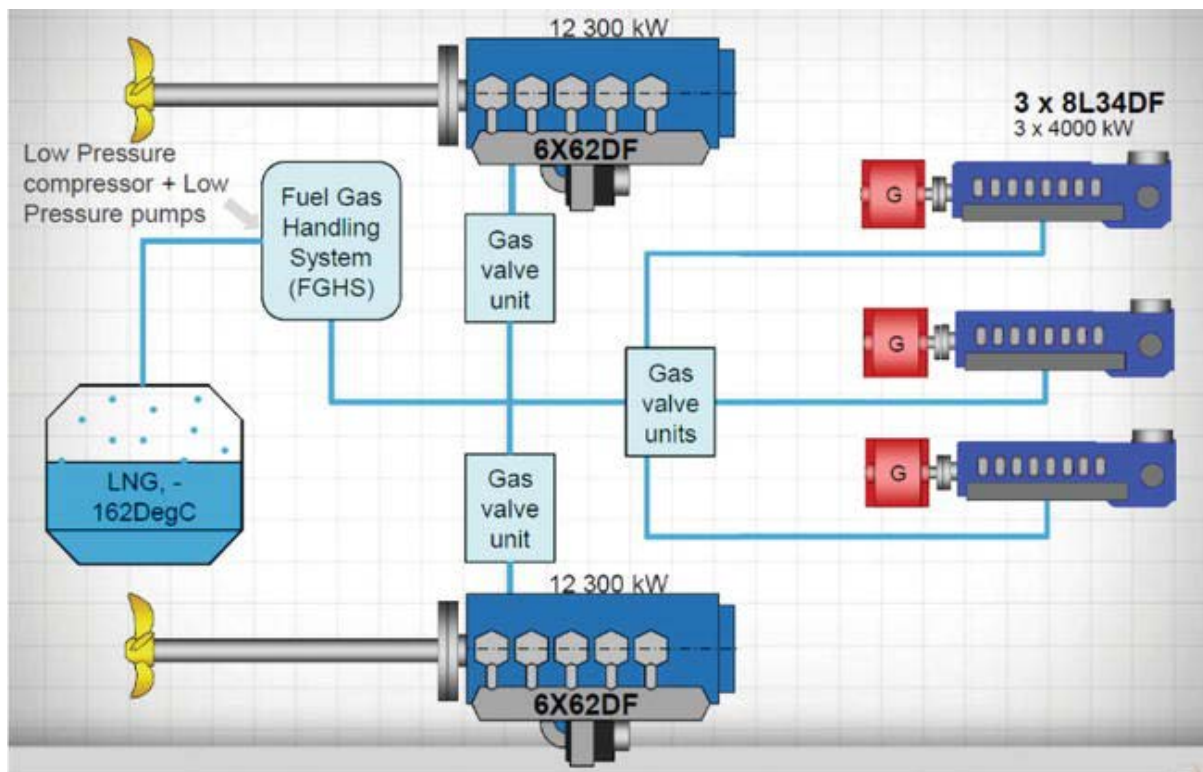 12 300 kW
6X62DF
3 x 8L34DF
3 x 4000 kW
Low Pressure
compressor + Low
Pressure pumps
Fuel Gas
Handling
System
(FGHS)
Gas
valve
unit
G
G
Gas
valve
units
G
LNG, -
162DegC
Gas
valve
unit
12 300 kW
6X62DF